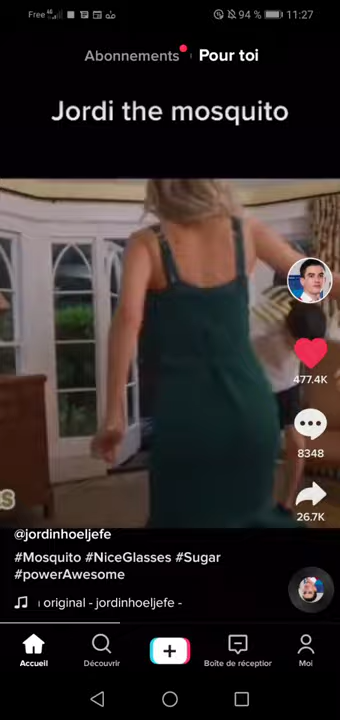 Free 4G 94 % 11:27
Abonnements Pour toi
Jordi the mosquito
477.4K
8348
26.7K
@jordinhoeljefe
#Mosquito #NiceGlasses #Sugar
#powerAwesome
original - jordinhoeljefe -
Accueil Découvrir Boîte de réception Moi